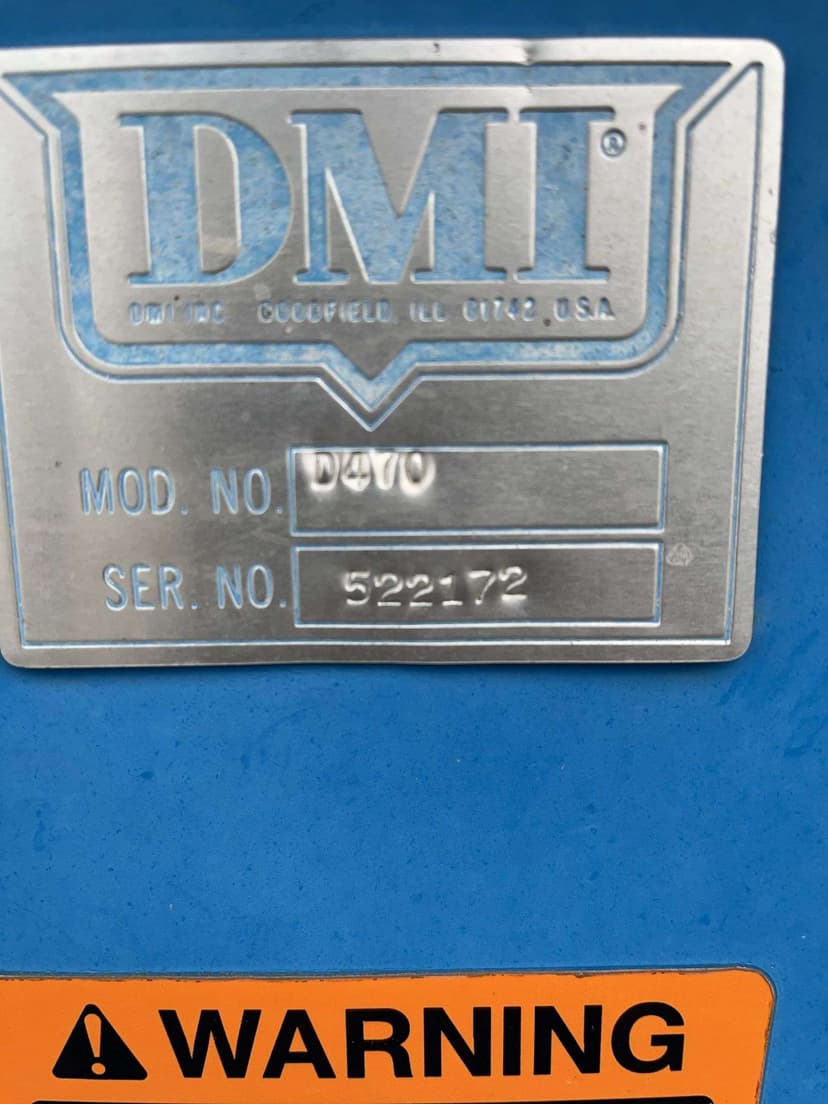 DMI®
DMI INC GOODFIELD, ILL 61742 U.S.A.
MOD. NO. D470
SER. NO. 522172
WARNING